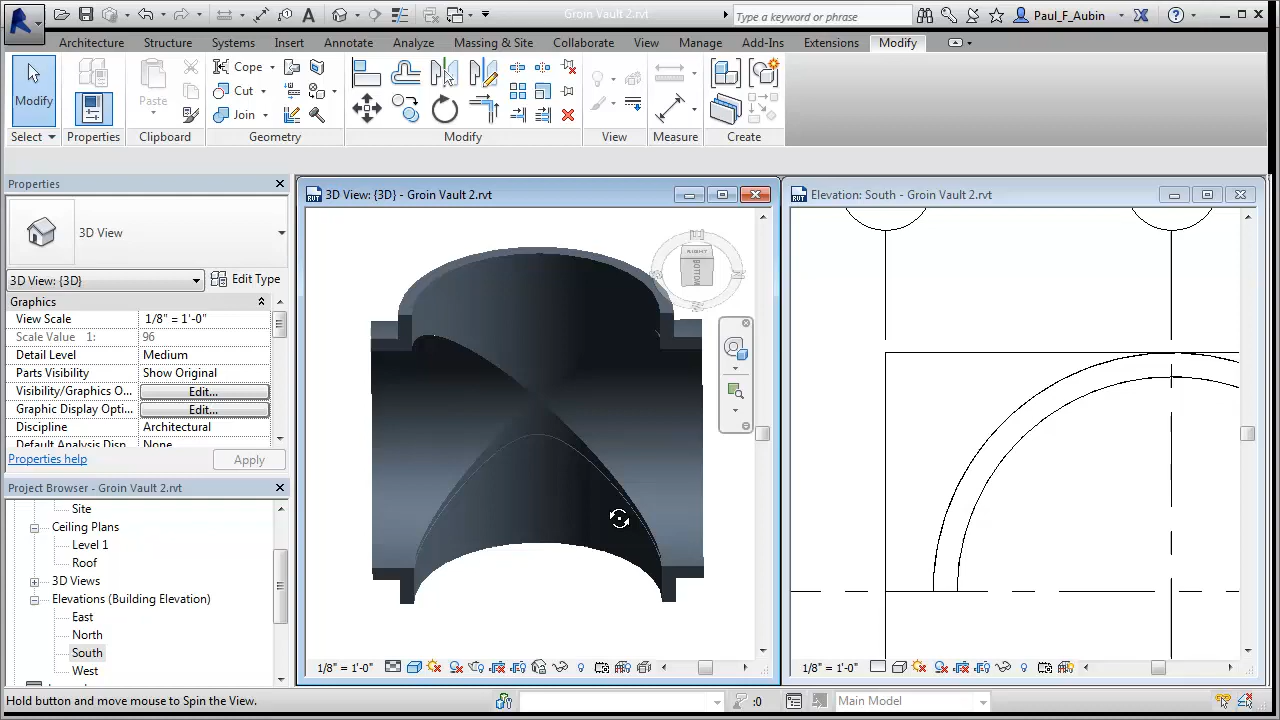 Groin Vault 2.rvt
Type a keyword or phrase
Paul_F_Aubin
Architecture Structure Systems Insert Annotate Analyze Massing & Site Collaborate View Manage Add-Ins Extensions Modify
Modify
Paste
Cope
Cut
Join
Select Properties Clipboard Geometry Modify View Measure Create
Properties
3D View
3D View: {3D}
Edit Type
Graphics
View Scale 1/8" = 1'-0"
Scale Value 1: 96
Detail Level Medium
Parts Visibility Show Original
Visibility/Graphics O... Edit...
Graphic Display Opti... Edit...
Discipline Architectural
Default Analysis Disp... None
Properties help
Apply
Project Browser - Groin Vault 2.rvt
Site
Ceiling Plans
Level 1
Roof
3D Views
Elevations (Building Elevation)
East
North
South
West
3D View: {3D} - Groin Vault 2.rvt
RIGHT
BOTTOM
1/8" = 1'-0"
Elevation: South - Groin Vault 2.rvt
1/8" = 1'-0"
Hold button and move mouse to Spin the View.
:0
Main Model